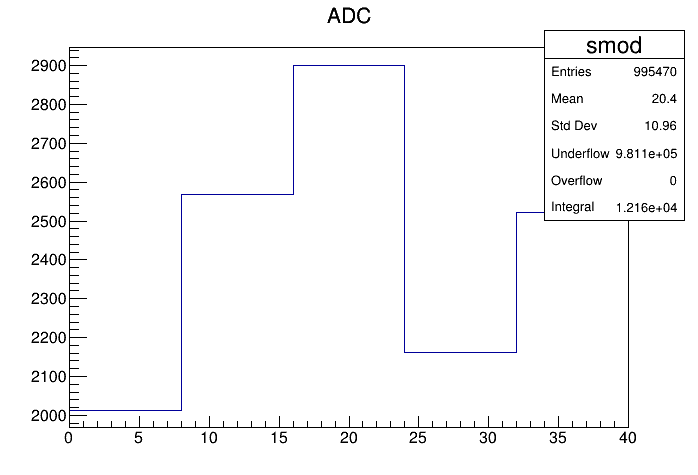 ADC
smod
Entries 995470
Mean 20.4
Std Dev 10.96
Underflow 9.811e+05
Overflow 0
Integral 1.216e+04
2900
2800
2700
2600
2500
2400
2300
2200
2100
2000
0 5 10 15 20 25 30 35 40